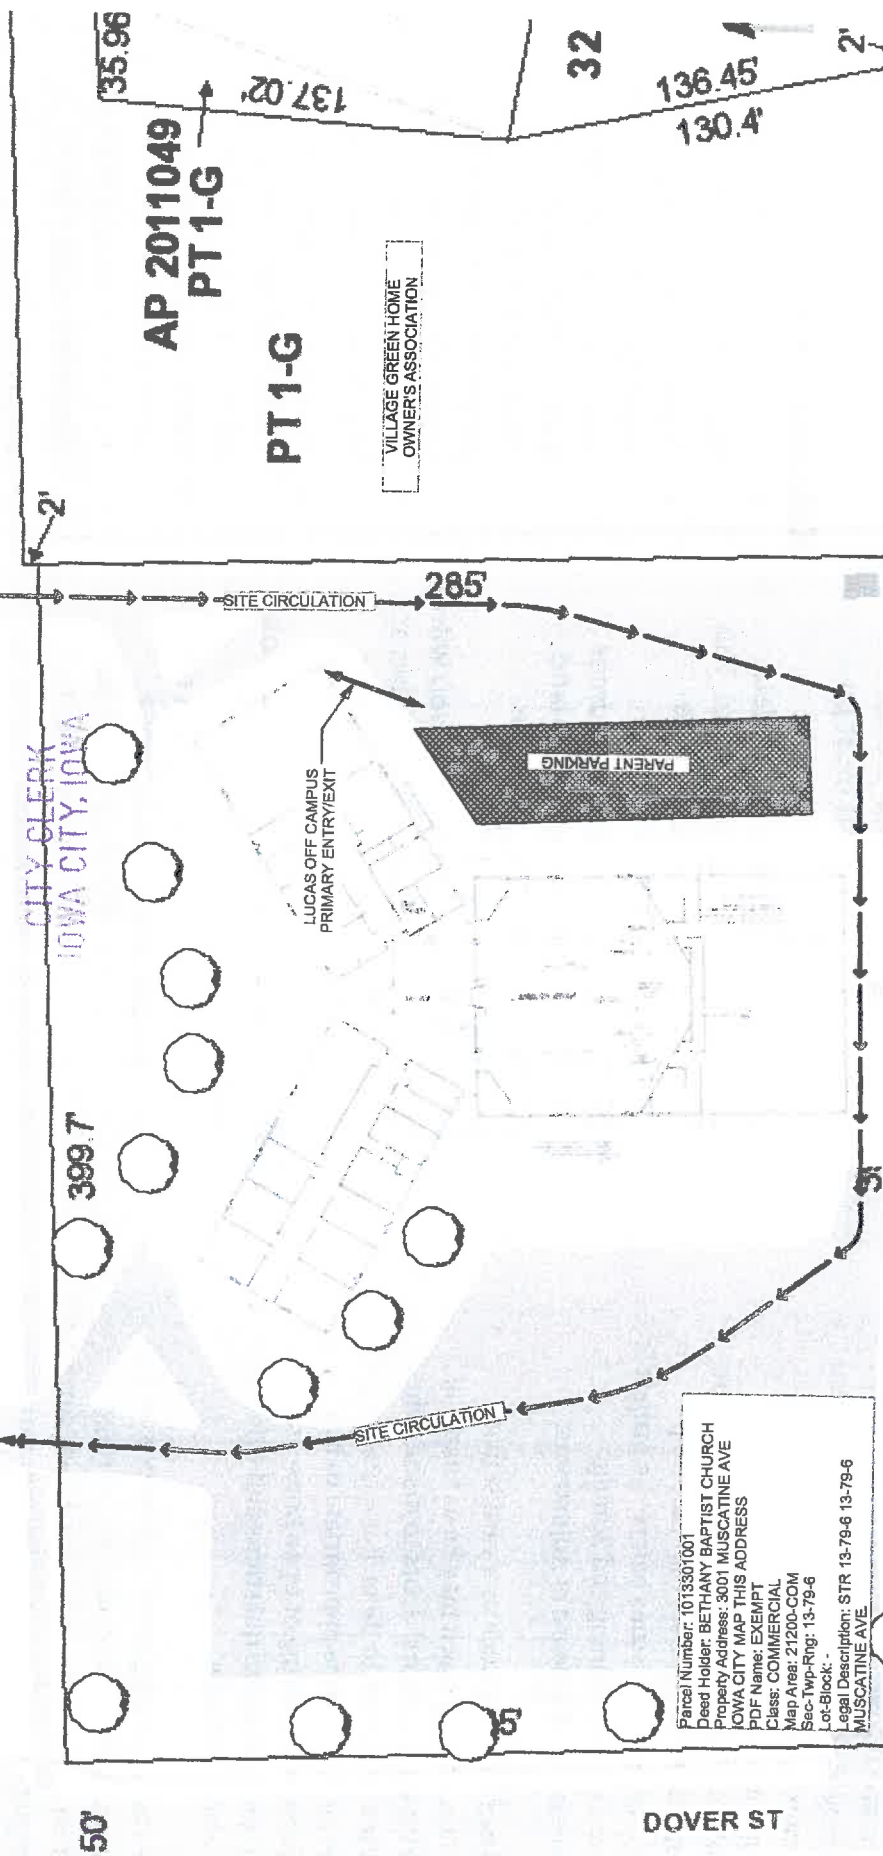 35.96
137.02'
AP 2011049
PT 1-G
PT 1-G
32
136.45'
130.4'
2'
VILLAGE GREEN HOME
OWNER'S ASSOCIATION
2'
SITE CIRCULATION
285'
CITY CLERK
IOWA CITY, IOWA
LUCAS OFF CAMPUS
PRIMARY ENTRY/EXIT
PARENT PARKING
399.7'
SITE CIRCULATION
Parcel Number: 1013301001
Deed Holder: BETHANY BAPTIST CHURCH
Property Address: 3001 MUSCATINE AVE
IOWA CITY MAP THIS ADDRESS
PDF Name: EXEMPT
Class: COMMERCIAL
Map Area: 21200-COM
Sec-Twp-Rng: 13-79-6
Lot-Block: -
Legal Description: STR 13-79-6 13-79-6
MUSCATINE AVE
50'
DOVER ST